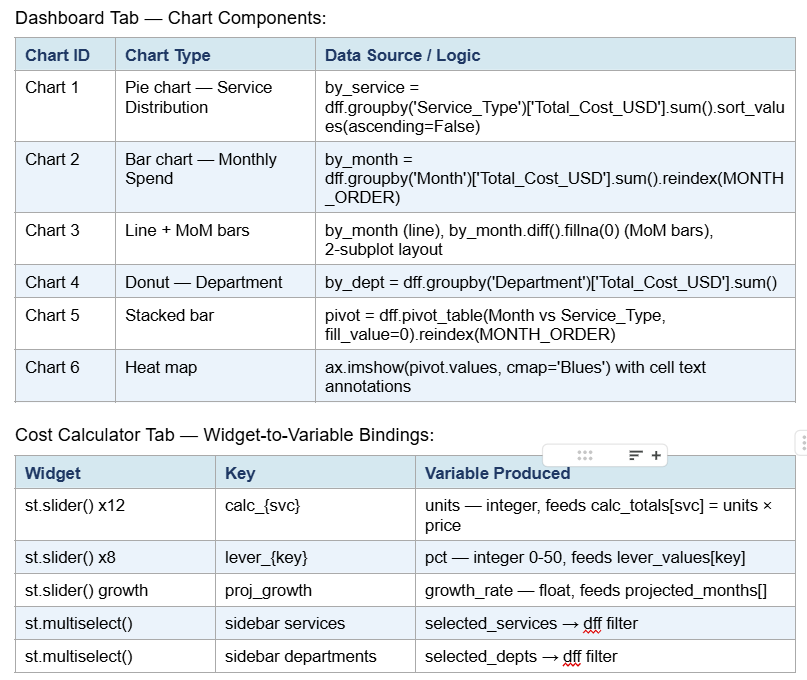 Dashboard Tab — Chart Components:
Chart ID Chart Type Data Source / Logic
Chart 1 Pie chart — Service by_service =
Distribution dff.groupby('Service_Type')['Total_Cost_USD'].sum().sort_valu
es(ascending=False)
Chart 2 Bar chart — Monthly by_month =
Spend dff.groupby('Month')['Total_Cost_USD'].sum().reindex(MONTH
_ORDER)
Chart 3 Line + MoM bars by_month (line), by_month.diff().fillna(0) (MoM bars),
2-subplot layout
Chart 4 Donut — Department by_dept = dff.groupby('Department')['Total_Cost_USD'].sum()
Chart 5 Stacked bar pivot = dff.pivot_table(Month vs Service_Type,
fill_value=0).reindex(MONTH_ORDER)
Chart 6 Heat map ax.imshow(pivot.values, cmap='Blues') with cell text
annotations
Cost Calculator Tab — Widget-to-Variable Bindings:
Widget Key Variable Produced
st.slider() x12 calc_{svc} units — integer, feeds calc_totals[svc] = units ×
price
st.slider() x8 lever_{key} pct — integer 0-50, feeds lever_values[key]
st.slider() growth proj_growth growth_rate — float, feeds projected_months[]
st.multiselect() sidebar services selected_services → dff filter
st.multiselect() sidebar departments selected_depts → dff filter